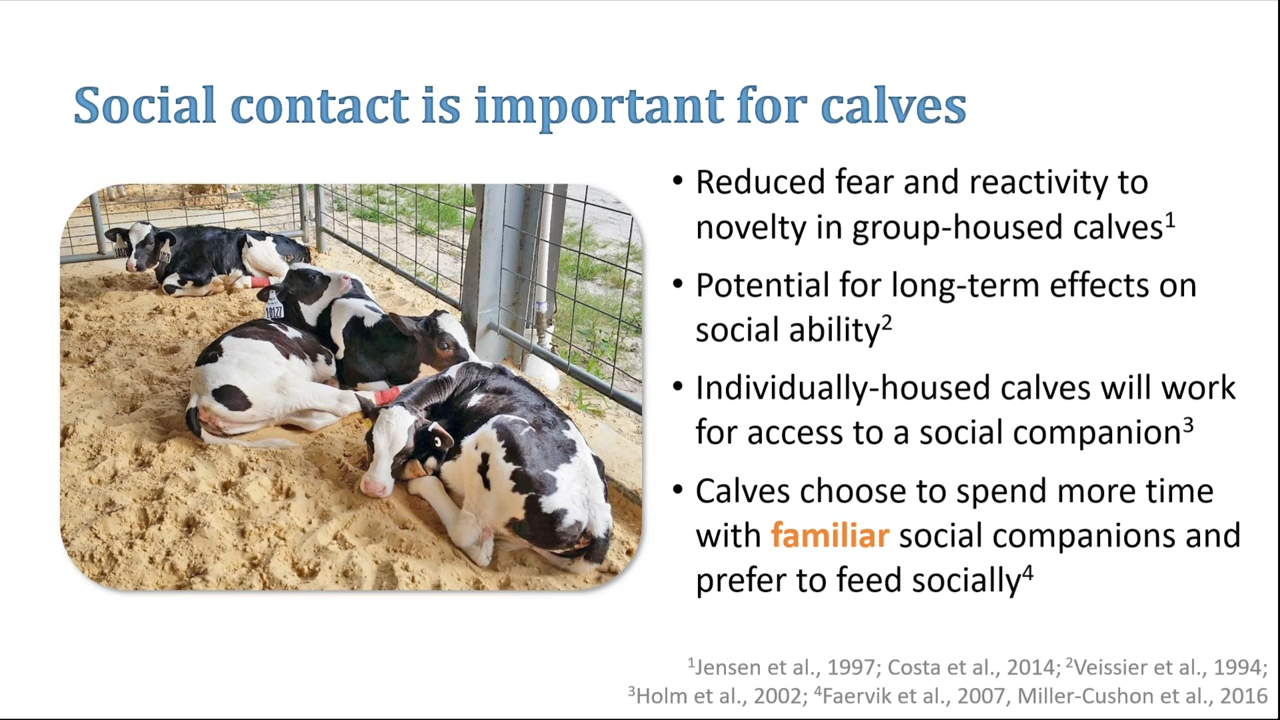 Social contact is important for calves
• Reduced fear and reactivity to
novelty in group-housed calves¹
• Potential for long-term effects on
social ability²
• Individually-housed calves will work
for access to a social companion³
• Calves choose to spend more time
with familiar social companions and
prefer to feed socially⁴
¹Jensen et al., 1997; Costa et al., 2014; ²Veissier et al., 1994;
³Holm et al., 2002; ⁴Faervik et al., 2007, Miller-Cushon et al., 2016